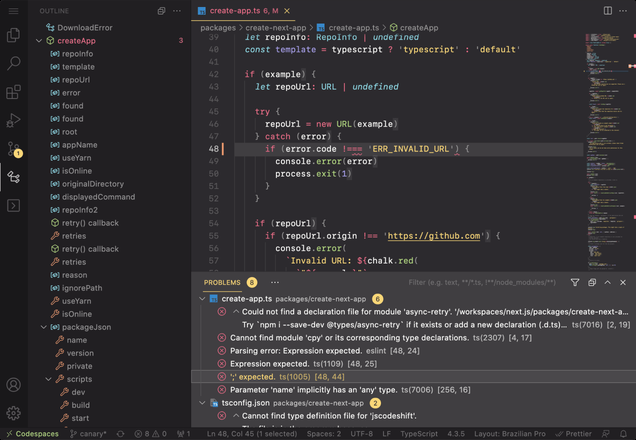 OUTLINE
DownloadError
createApp 3
repoInfo
template
repoUrl
error
found
found
root
appName
useYarn
isOnline
originalDirectory
displayedCommand
repoInfo2
retry() callback
retries
retry() callback
retries
reason
ignorePath
useYarn
isOnline
packageJson
name
version
private
scripts
dev
build
start
create-app.ts 6, M
packages › create-next-app › create-app.ts › createApp
39 let repoInfo: RepoInfo | undefined
40 const template = typescript ? 'typescript' : 'default'
41
42 if (example) {
43 let repoUrl: URL | undefined
44
45 try {
46 repoUrl = new URL(example)
47 } catch (error) {
48 if (error.code !=== 'ERR_INVALID_URL') {
49 console.error(error)
50 process.exit(1)
51 }
52 }
53
54 if (repoUrl) {
55 if (repoUrl.origin !== 'https://github.com') {
56 console.error(
57 `Invalid URL: ${chalk.red(
PROBLEMS 8 ··· Filter (e.g. text, **/*.ts, !**/node_modules/**)
create-app.ts packages/create-next-app 6
Could not find a declaration file for module 'async-retry'. '/workspaces/next.js/packages/create-a...
Try `npm i --save-dev @types/async-retry` if it exists or add a new declaration (.d.ts)... ts(7016) [2, 19]
Cannot find module 'cpy' or its corresponding type declarations. ts(2307) [4, 17]
Parsing error: Expression expected. eslint [48, 24]
Expression expected. ts(1109) [48, 25]
';' expected. ts(1005) [48, 44]
Parameter 'name' implicitly has an 'any' type. ts(7006) [256, 16]
tsconfig.json packages/create-next-app 2
Cannot find type definition file for 'jscodeshift'.
1
Codespaces canary* 8 0 1 Ln 48, Col 45 (1 selected) Spaces: 2 UTF-8 LF TypeScript 4.3.5 Layout: Brazilian Pro Prettier